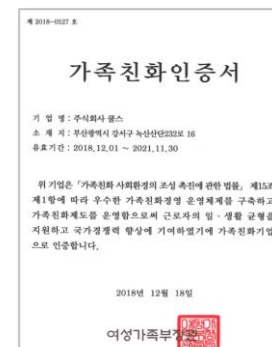 제 2018-0527 호
가족친화인증서
기 업 명 : 주식회사 쿨스
소 재 지 : 부산광역시 강서구 녹산산단232로 16
유효기간 : 2018.12.01 ~ 2021.11.30
위 기업은 「가족친화 사회환경의 조성 촉진에 관한 법률」 제15조
제1항에 따라 우수한 가족친화경영 운영체제를 구축하고
가족친화제도를 운영함으로써 근로자의 일 · 생활 균형을
지원하고 국가경쟁력 향상에 기여하였기에 가족친화기업
으로 인증합니다.
2018년 12월 18일
여성가족부장관